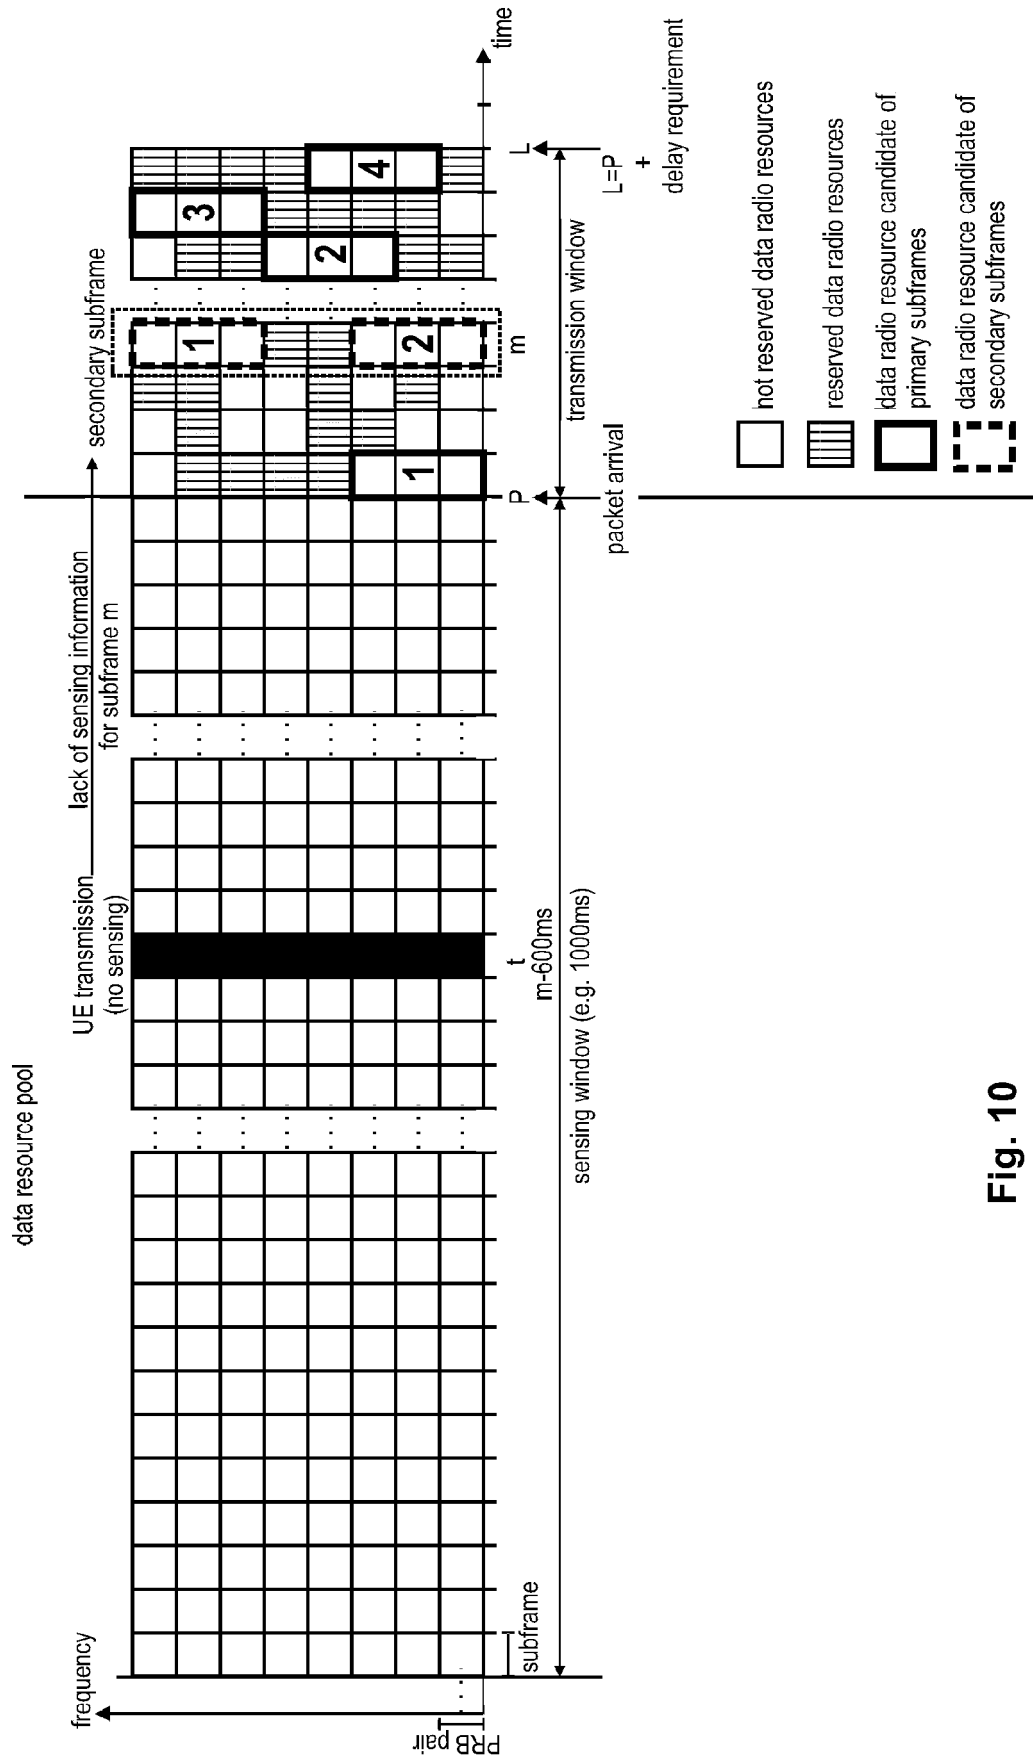 data resource pool
frequency
UE transmission
(no sensing)
lack of sensing information
for subframe m
secondary subframe
PRB pair
1
1
2
2
3
4
time
subframe
t
m-600ms
P
m
L
sensing window (e.g. 1000ms)
packet arrival
transmission window
L=P
+
delay requirement
not reserved data radio resources
reserved data radio resources
data radio resource candidate of
primary subframes
data radio resource candidate of
secondary subframes
Fig. 10